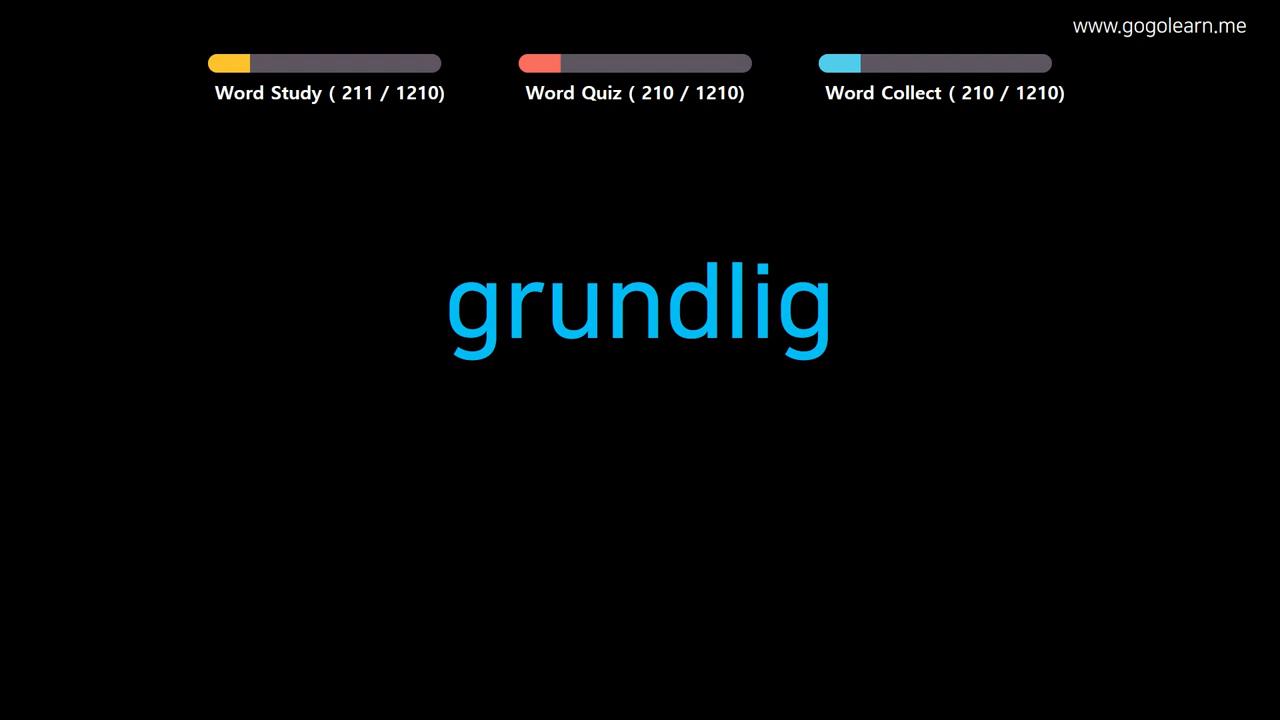 www.gogolearn.me
Word Study ( 211 / 1210)
Word Quiz ( 210 / 1210)
Word Collect ( 210 / 1210)
grundlig